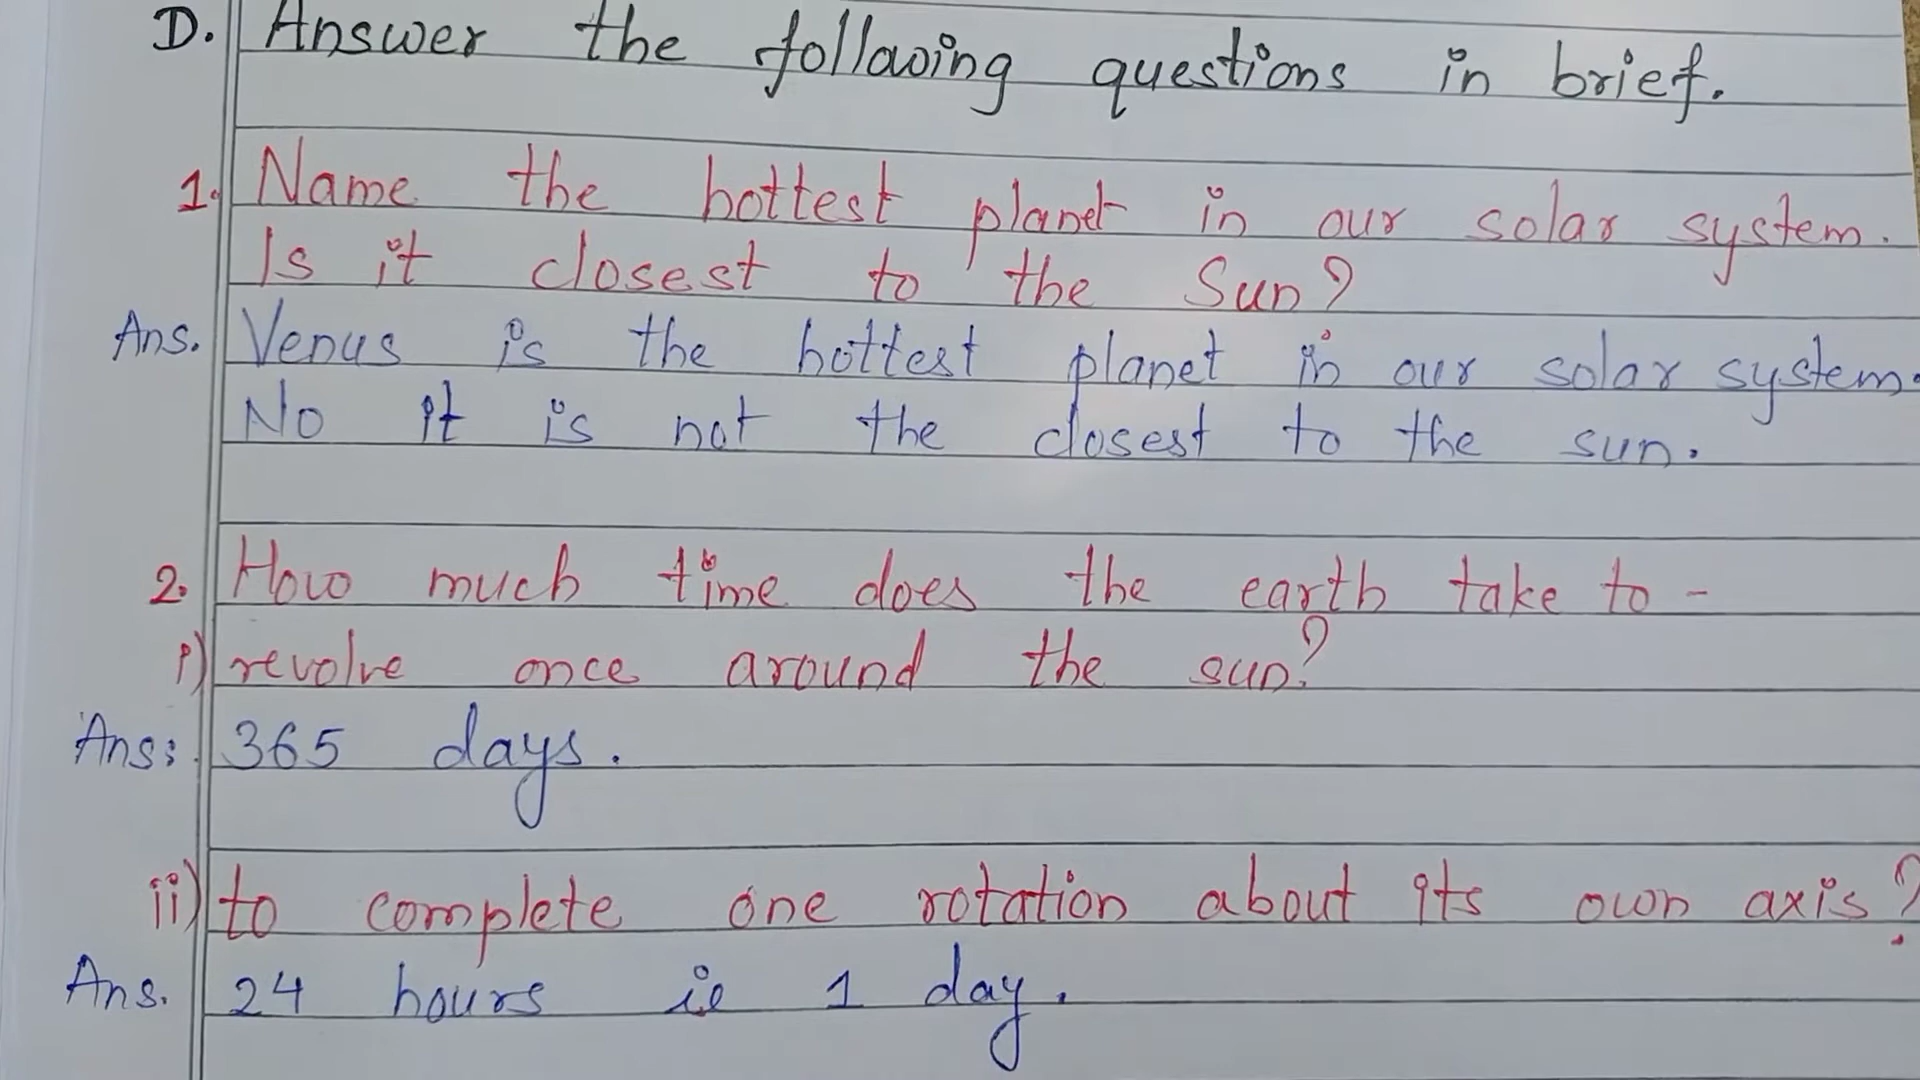 D. Answer the following questions in brief.
1. Name the hottest planet in our solar system.
Is it closest to the Sun?
Ans. Venus is the hottest planet in our solar system.
No it is not the closest to the sun.
2. How much time does the earth take to -
i) revolve once around the sun?
Ans: 365 days.
ii) to complete one rotation about its own axis?
Ans. 24 hours ie 1 day.